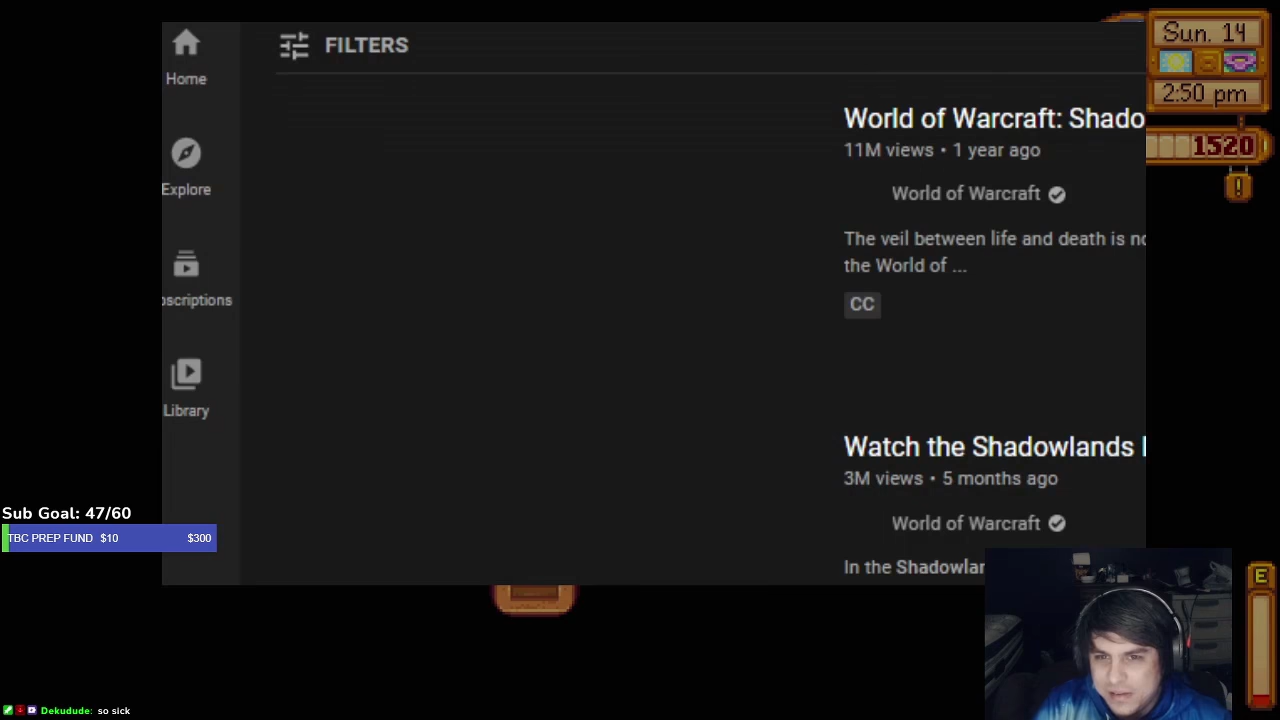 FILTERS
Home
Explore
bscriptions
Library
World of Warcraft: Shado
11M views • 1 year ago
World of Warcraft
The veil between life and death is no
the World of ...
CC
Watch the Shadowlands
3M views • 5 months ago
World of Warcraft
In the Shadowlar
Sun. 14
2:50 pm
1520
!
Sub Goal: 47/60
TBC PREP FUND $10 $300
E
Dekudude: so sick